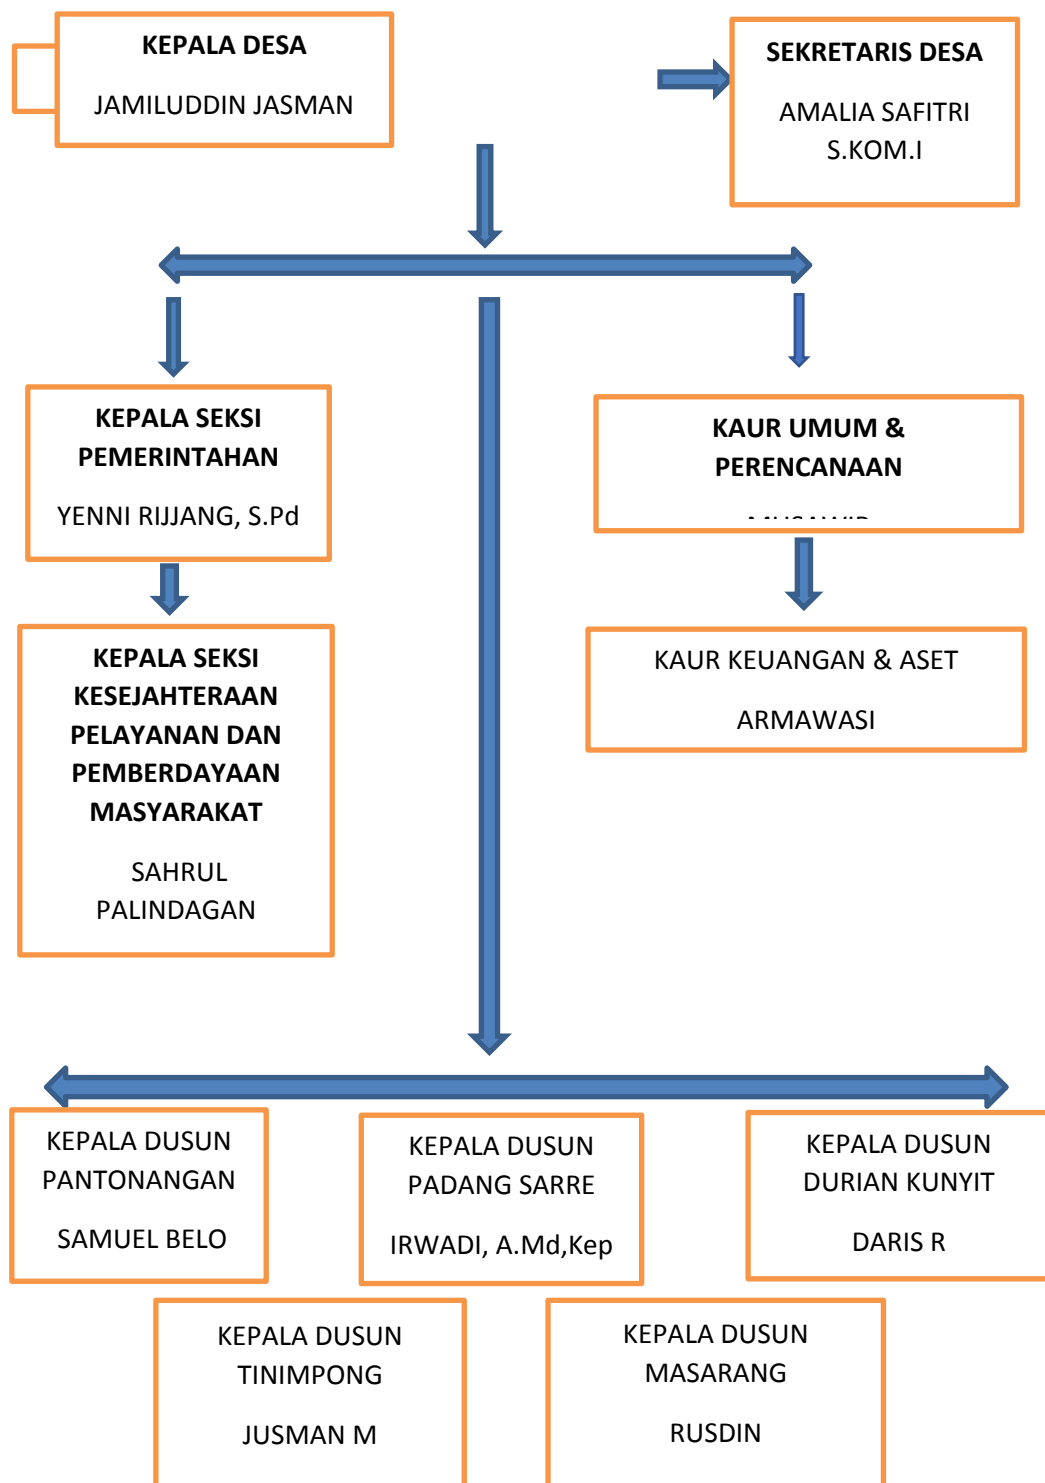 KEPALA DESA
JAMILUDDIN JASMAN
SEKRETARIS DESA
AMALIA SAFITRI
S.KOM.I
KEPALA SEKSI
PEMERINTAHAN
YENNI RIJJANG, S.Pd
KAUR UMUM &
PERENCANAAN
KEPALA SEKSI
KESEJAHTERAAN
PELAYANAN DAN
PEMBERDAYAAN
MASYARAKAT
SAHRUL
PALINDAGAN
KAUR KEUANGAN & ASET
ARMAWASI
KEPALA DUSUN
PANTONANGAN
SAMUEL BELO
KEPALA DUSUN
PADANG SARRE
IRWADI, A.Md,Kep
KEPALA DUSUN
DURIAN KUNYIT
DARIS R
KEPALA DUSUN
TINIMPONG
JUSMAN M
KEPALA DUSUN
MASARANG
RUSDIN